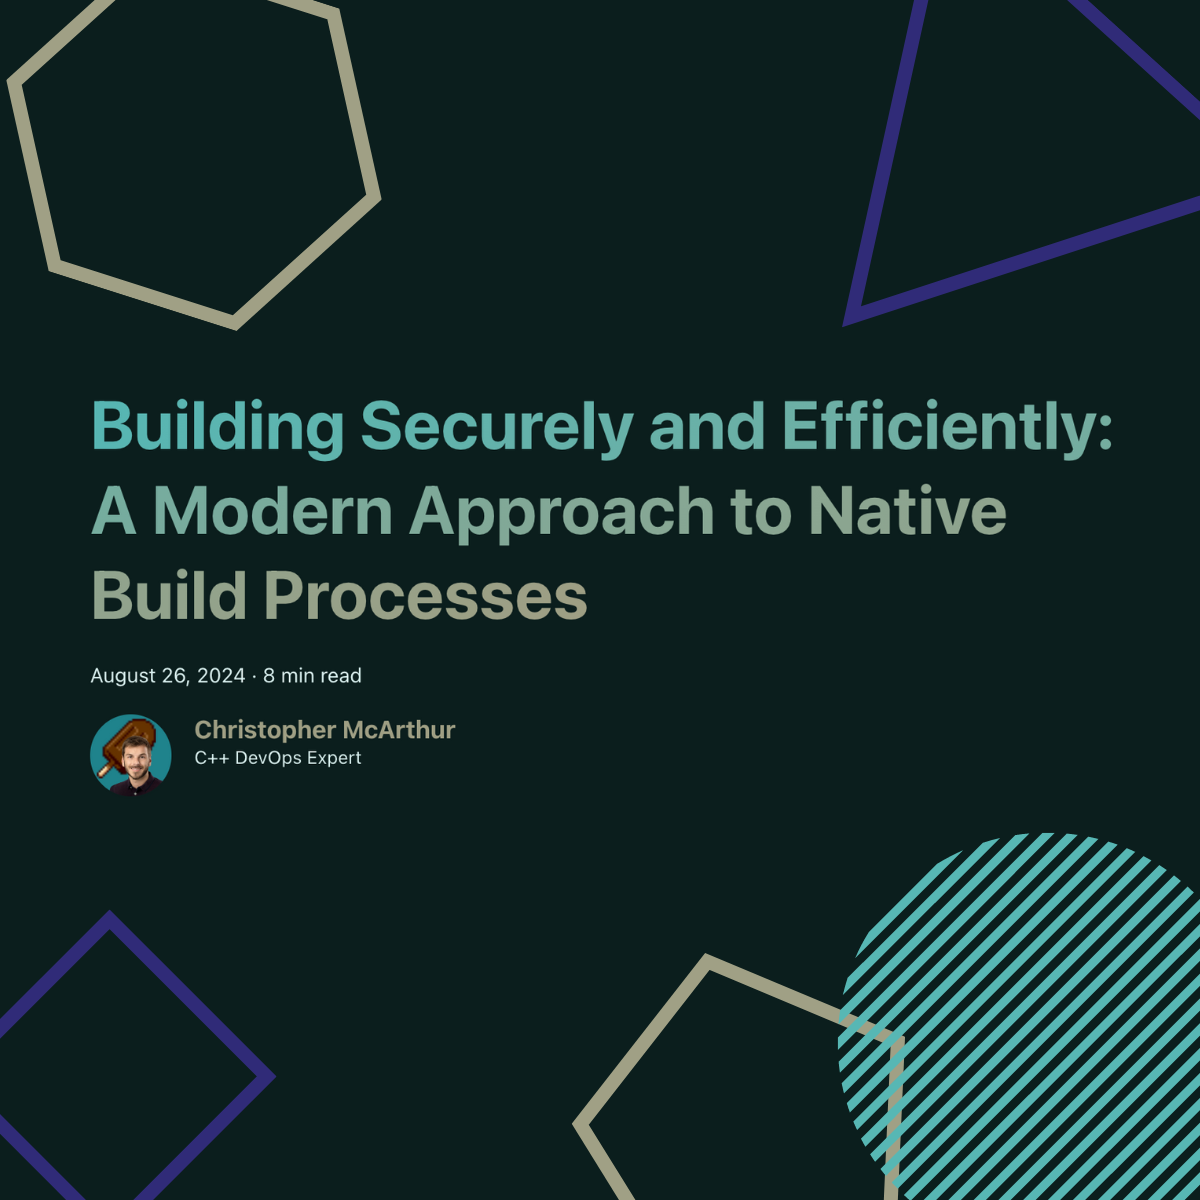 Building Securely and Efficiently:
A Modern Approach to Native
Build Processes
August 26, 2024 · 8 min read
Christopher McArthur
C++ DevOps Expert